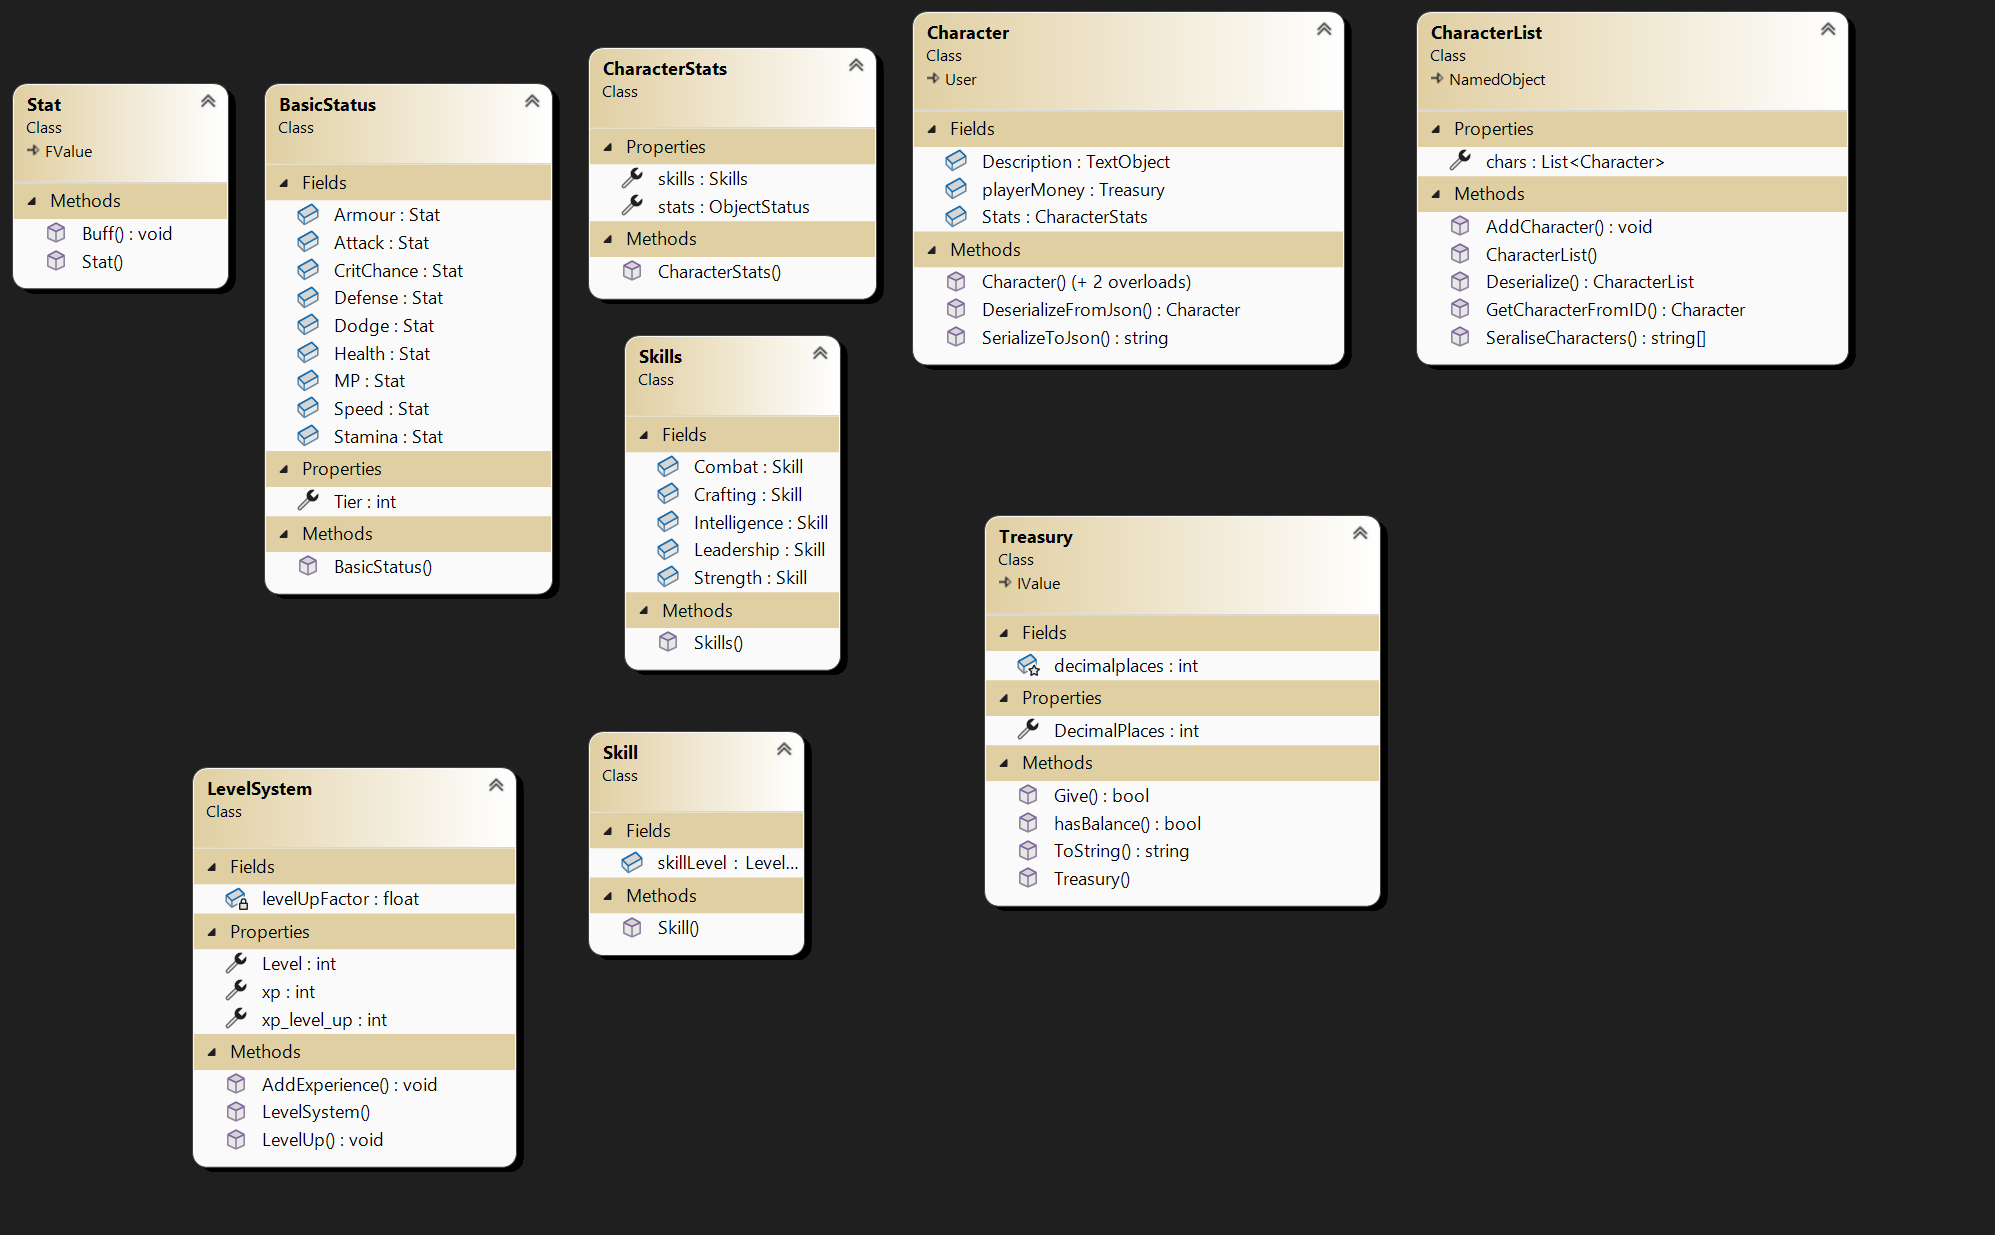 Stat
Class
FValue
Methods
Buff() : void
Stat()
BasicStatus
Class
Fields
Armour : Stat
Attack : Stat
CritChance : Stat
Defense : Stat
Dodge : Stat
Health : Stat
MP : Stat
Speed : Stat
Stamina : Stat
Properties
Tier : int
Methods
BasicStatus()
CharacterStats
Class
Properties
skills : Skills
stats : ObjectStatus
Methods
CharacterStats()
Character
Class
User
Fields
Description : TextObject
playerMoney : Treasury
Stats : CharacterStats
Methods
Character() (+ 2 overloads)
DeserializeFromJson() : Character
SerializeToJson() : string
CharacterList
Class
NamedObject
Properties
chars : List<Character>
Methods
AddCharacter() : void
CharacterList()
Deserialize() : CharacterList
GetCharacterFromID() : Character
SeraliseCharacters() : string[]
Skills
Class
Fields
Combat : Skill
Crafting : Skill
Intelligence : Skill
Leadership : Skill
Strength : Skill
Methods
Skills()
Treasury
Class
IValue
Fields
decimalplaces : int
Properties
DecimalPlaces : int
Methods
Give() : bool
hasBalance() : bool
ToString() : string
Treasury()
LevelSystem
Class
Fields
levelUpFactor : float
Properties
Level : int
xp : int
xp_level_up : int
Methods
AddExperience() : void
LevelSystem()
LevelUp() : void
Skill
Class
Fields
skillLevel : Level...
Methods
Skill()